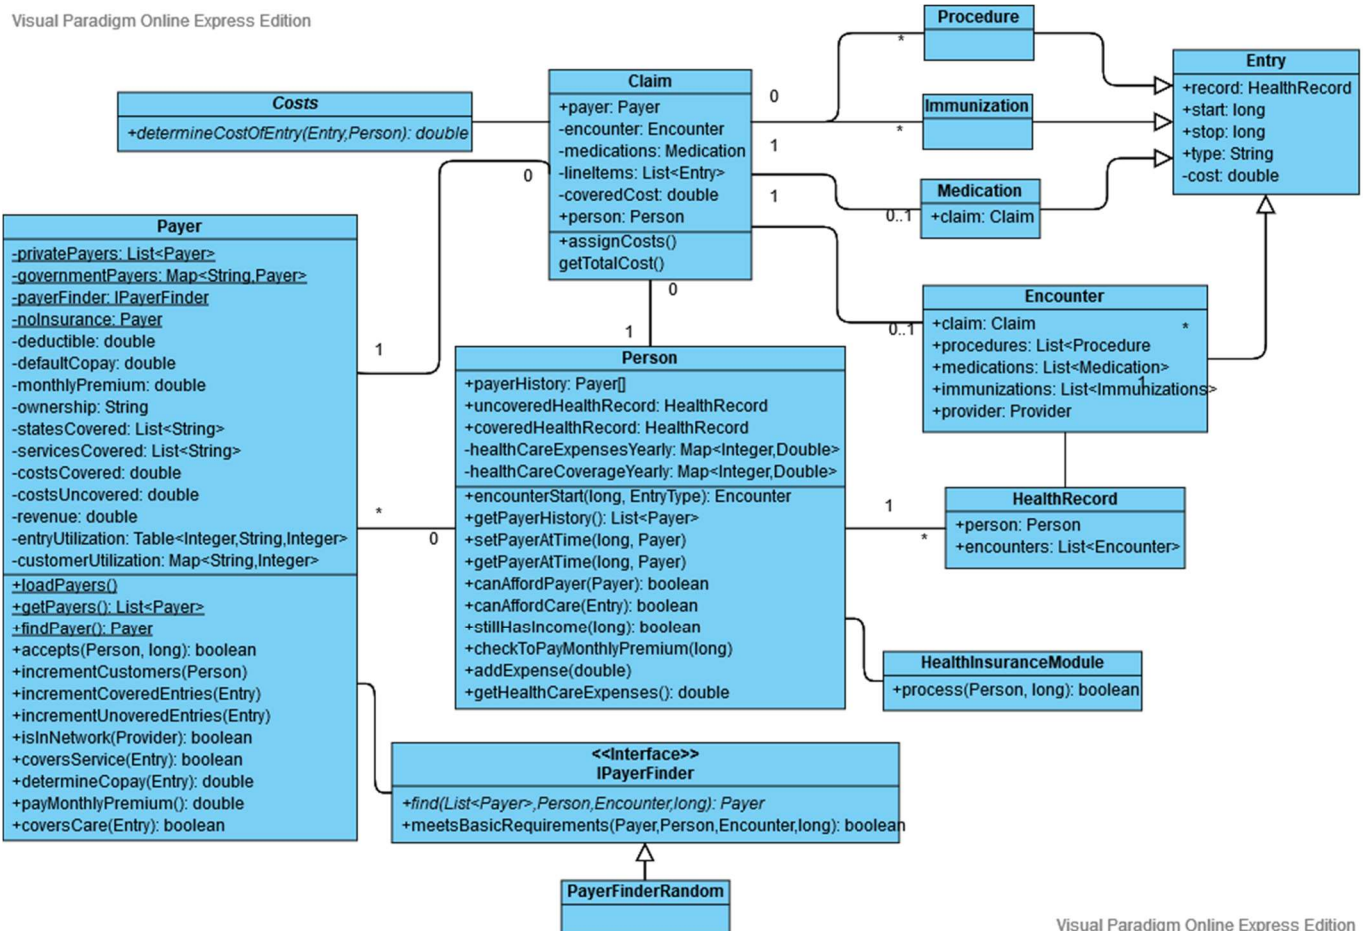 Visual Paradigm Online Express Edition
Procedure
*
Immunization
*
Medication
+claim: Claim
0..1
Entry
+record: HealthRecord
+start: long
+stop: long
+type: String
-cost: double
Costs
+determineCostOfEntry(Entry,Person): double
Claim
+payer: Payer
-encounter: Encounter
-medications: Medication
-lineItems: List<Entry>
-coveredCost: double
+person: Person
+assignCosts()
getTotalCost()
0
1
1
0
0
1
Payer
-privatePayers: List<Payer>
-governmentPayers: Map<String,Payer>
-payerFinder: IPayerFinder
-noInsurance: Payer
-deductible: double
-defaultCopay: double
-monthlyPremium: double
-ownership: String
-statesCovered: List<String>
-servicesCovered: List<String>
-costsCovered: double
-costsUncovered: double
-revenue: double
-entryUtilization: Table<Integer,String,Integer>
-customerUtilization: Map<String,Integer>
+loadPayers()
+getPayers(): List<Payer>
+findPayer(): Payer
+accepts(Person, long): boolean
+incrementCustomers(Person)
+incrementCoveredEntries(Entry)
+incrementUnoveredEntries(Entry)
+isInNetwork(Provider): boolean
+coversService(Entry): boolean
+determineCopay(Entry): double
+payMonthlyPremium(): double
+coversCare(Entry): boolean
1
*
0
Person
+payerHistory: Payer[]
+uncoveredHealthRecord: HealthRecord
+coveredHealthRecord: HealthRecord
-healthCareExpensesYearly: Map<Integer,Double>
-healthCareCoverageYearly: Map<Integer,Double>
+encounterStart(long, EntryType): Encounter
+getPayerHistory(): List<Payer>
+setPayerAtTime(long, Payer)
+getPayerAtTime(long, Payer)
+canAffordPayer(Payer): boolean
+canAffordCare(Entry): boolean
+stillHasIncome(long): boolean
+checkToPayMonthlyPremium(long)
+addExpense(double)
+getHealthCareExpenses(): double
0..1
Encounter
+claim: Claim
*
+procedures: List<Procedure
+medications: List<Medication>
1
+immunizations: List<Immunizations>
+provider: Provider
1
*
HealthRecord
+person: Person
+encounters: List<Encounter>
HealthInsuranceModule
+process(Person, long): boolean
<<Interface>>
IPayerFinder
+find(List<Payer>,Person,Encounter,long): Payer
+meetsBasicRequirements(Payer,Person,Encounter,long): boolean
PayerFinderRandom
Visual Paradigm Online Express Edition